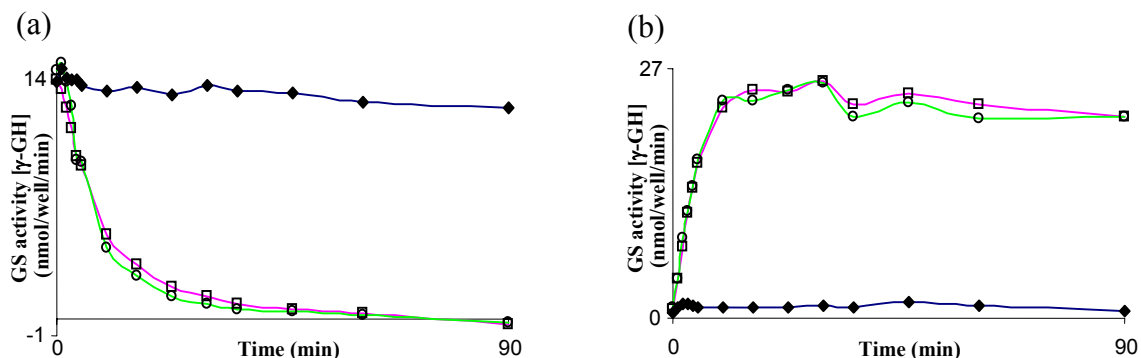 (a)
14
GS activity [γ-GH]
(nmol/well/min)
-1
0
Time (min)
90
(b)
27
GS activity [γ-GH]
(nmol/well/min)
0
0
Time (min)
90